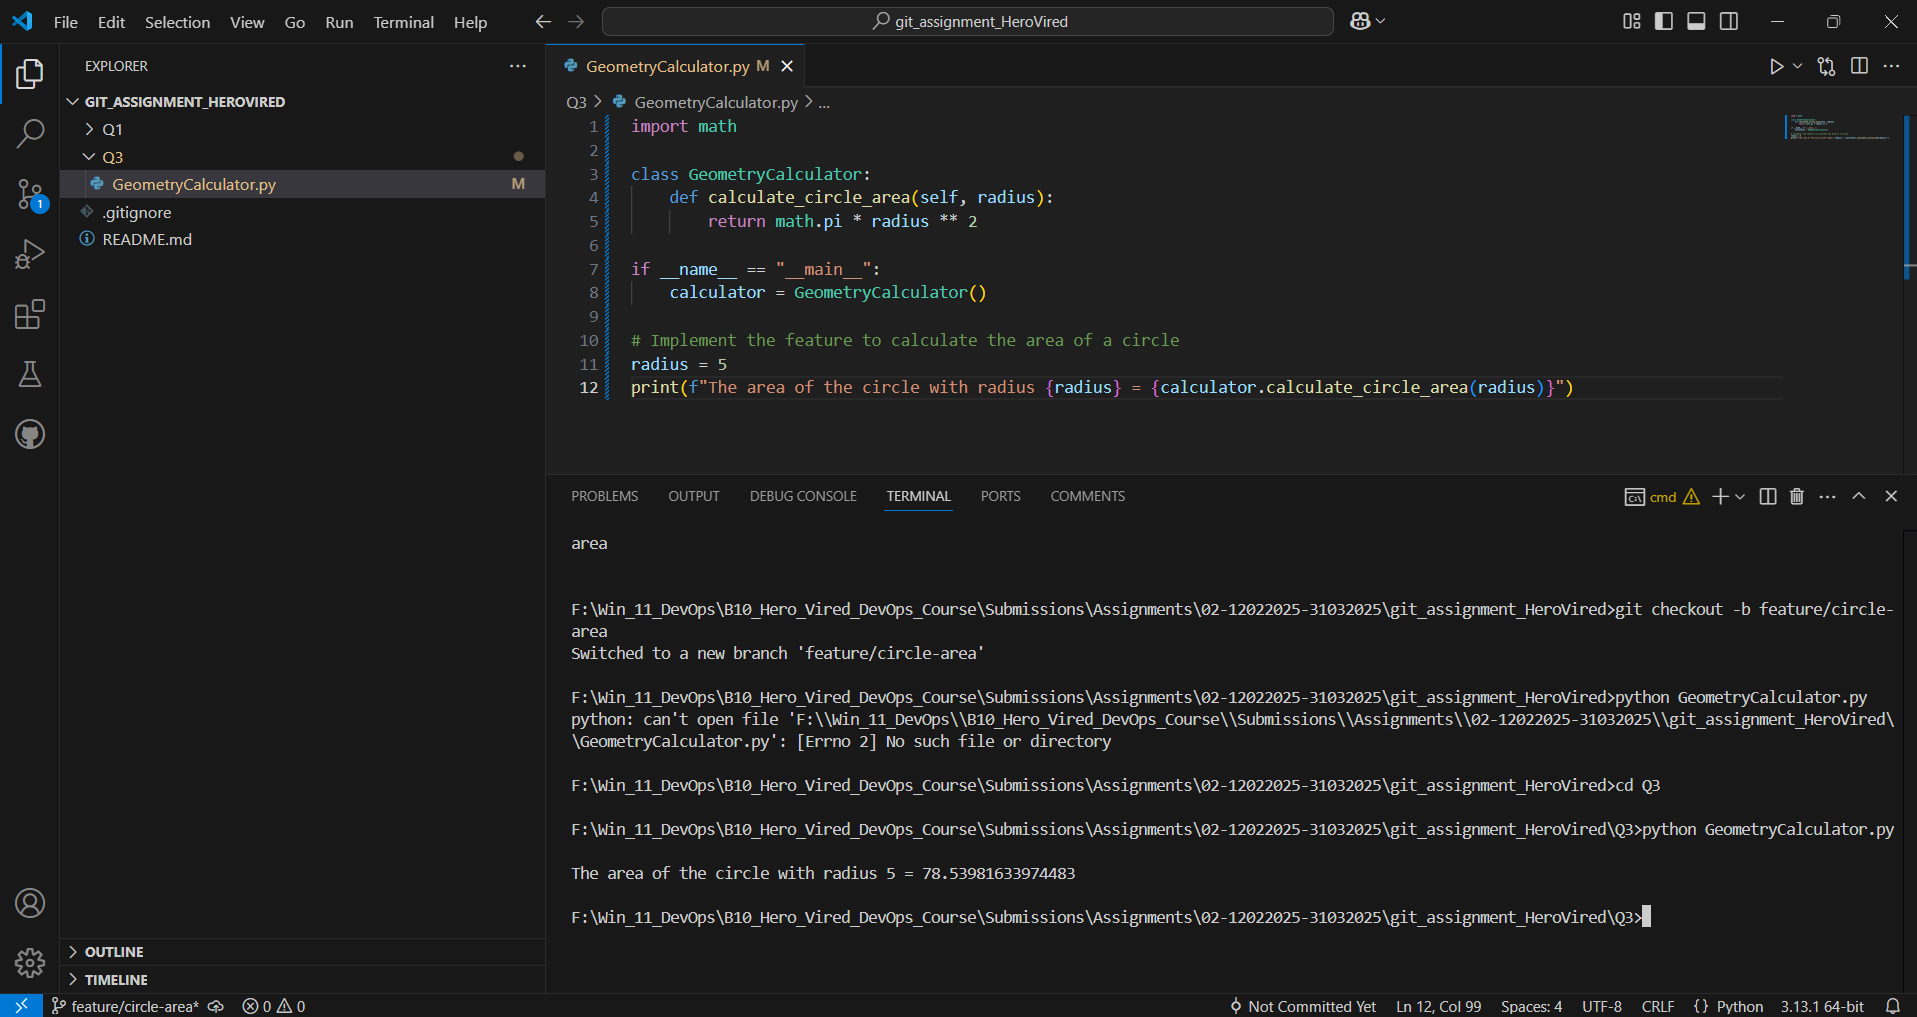 File Edit Selection View Go Run Terminal Help
git_assignment_HeroVired
EXPLORER
GIT_ASSIGNMENT_HEROVIRED
Q1
Q3
GeometryCalculator.py M
.gitignore
README.md
1
OUTLINE
TIMELINE
GeometryCalculator.py M
Q3 > GeometryCalculator.py > ...
1 import math
2
3 class GeometryCalculator:
4 def calculate_circle_area(self, radius):
5 return math.pi * radius ** 2
6
7 if __name__ == "__main__":
8 calculator = GeometryCalculator()
9
10 # Implement the feature to calculate the area of a circle
11 radius = 5
12 print(f"The area of the circle with radius {radius} = {calculator.calculate_circle_area(radius)}")
PROBLEMS OUTPUT DEBUG CONSOLE TERMINAL PORTS COMMENTS
cmd
area
F:\Win_11_DevOps\B10_Hero_Vired_DevOps_Course\Submissions\Assignments\02-12022025-31032025\git_assignment_HeroVired>git checkout -b feature/circle-
area
Switched to a new branch 'feature/circle-area'
F:\Win_11_DevOps\B10_Hero_Vired_DevOps_Course\Submissions\Assignments\02-12022025-31032025\git_assignment_HeroVired>python GeometryCalculator.py
python: can't open file 'F:\\Win_11_DevOps\\B10_Hero_Vired_DevOps_Course\\Submissions\\Assignments\\02-12022025-31032025\\git_assignment_HeroVired\
\GeometryCalculator.py': [Errno 2] No such file or directory
F:\Win_11_DevOps\B10_Hero_Vired_DevOps_Course\Submissions\Assignments\02-12022025-31032025\git_assignment_HeroVired>cd Q3
F:\Win_11_DevOps\B10_Hero_Vired_DevOps_Course\Submissions\Assignments\02-12022025-31032025\git_assignment_HeroVired\Q3>python GeometryCalculator.py
The area of the circle with radius 5 = 78.53981633974483
F:\Win_11_DevOps\B10_Hero_Vired_DevOps_Course\Submissions\Assignments\02-12022025-31032025\git_assignment_HeroVired\Q3>
feature/circle-area* 0 0 Not Committed Yet Ln 12, Col 99 Spaces: 4 UTF-8 CRLF {} Python 3.13.1 64-bit